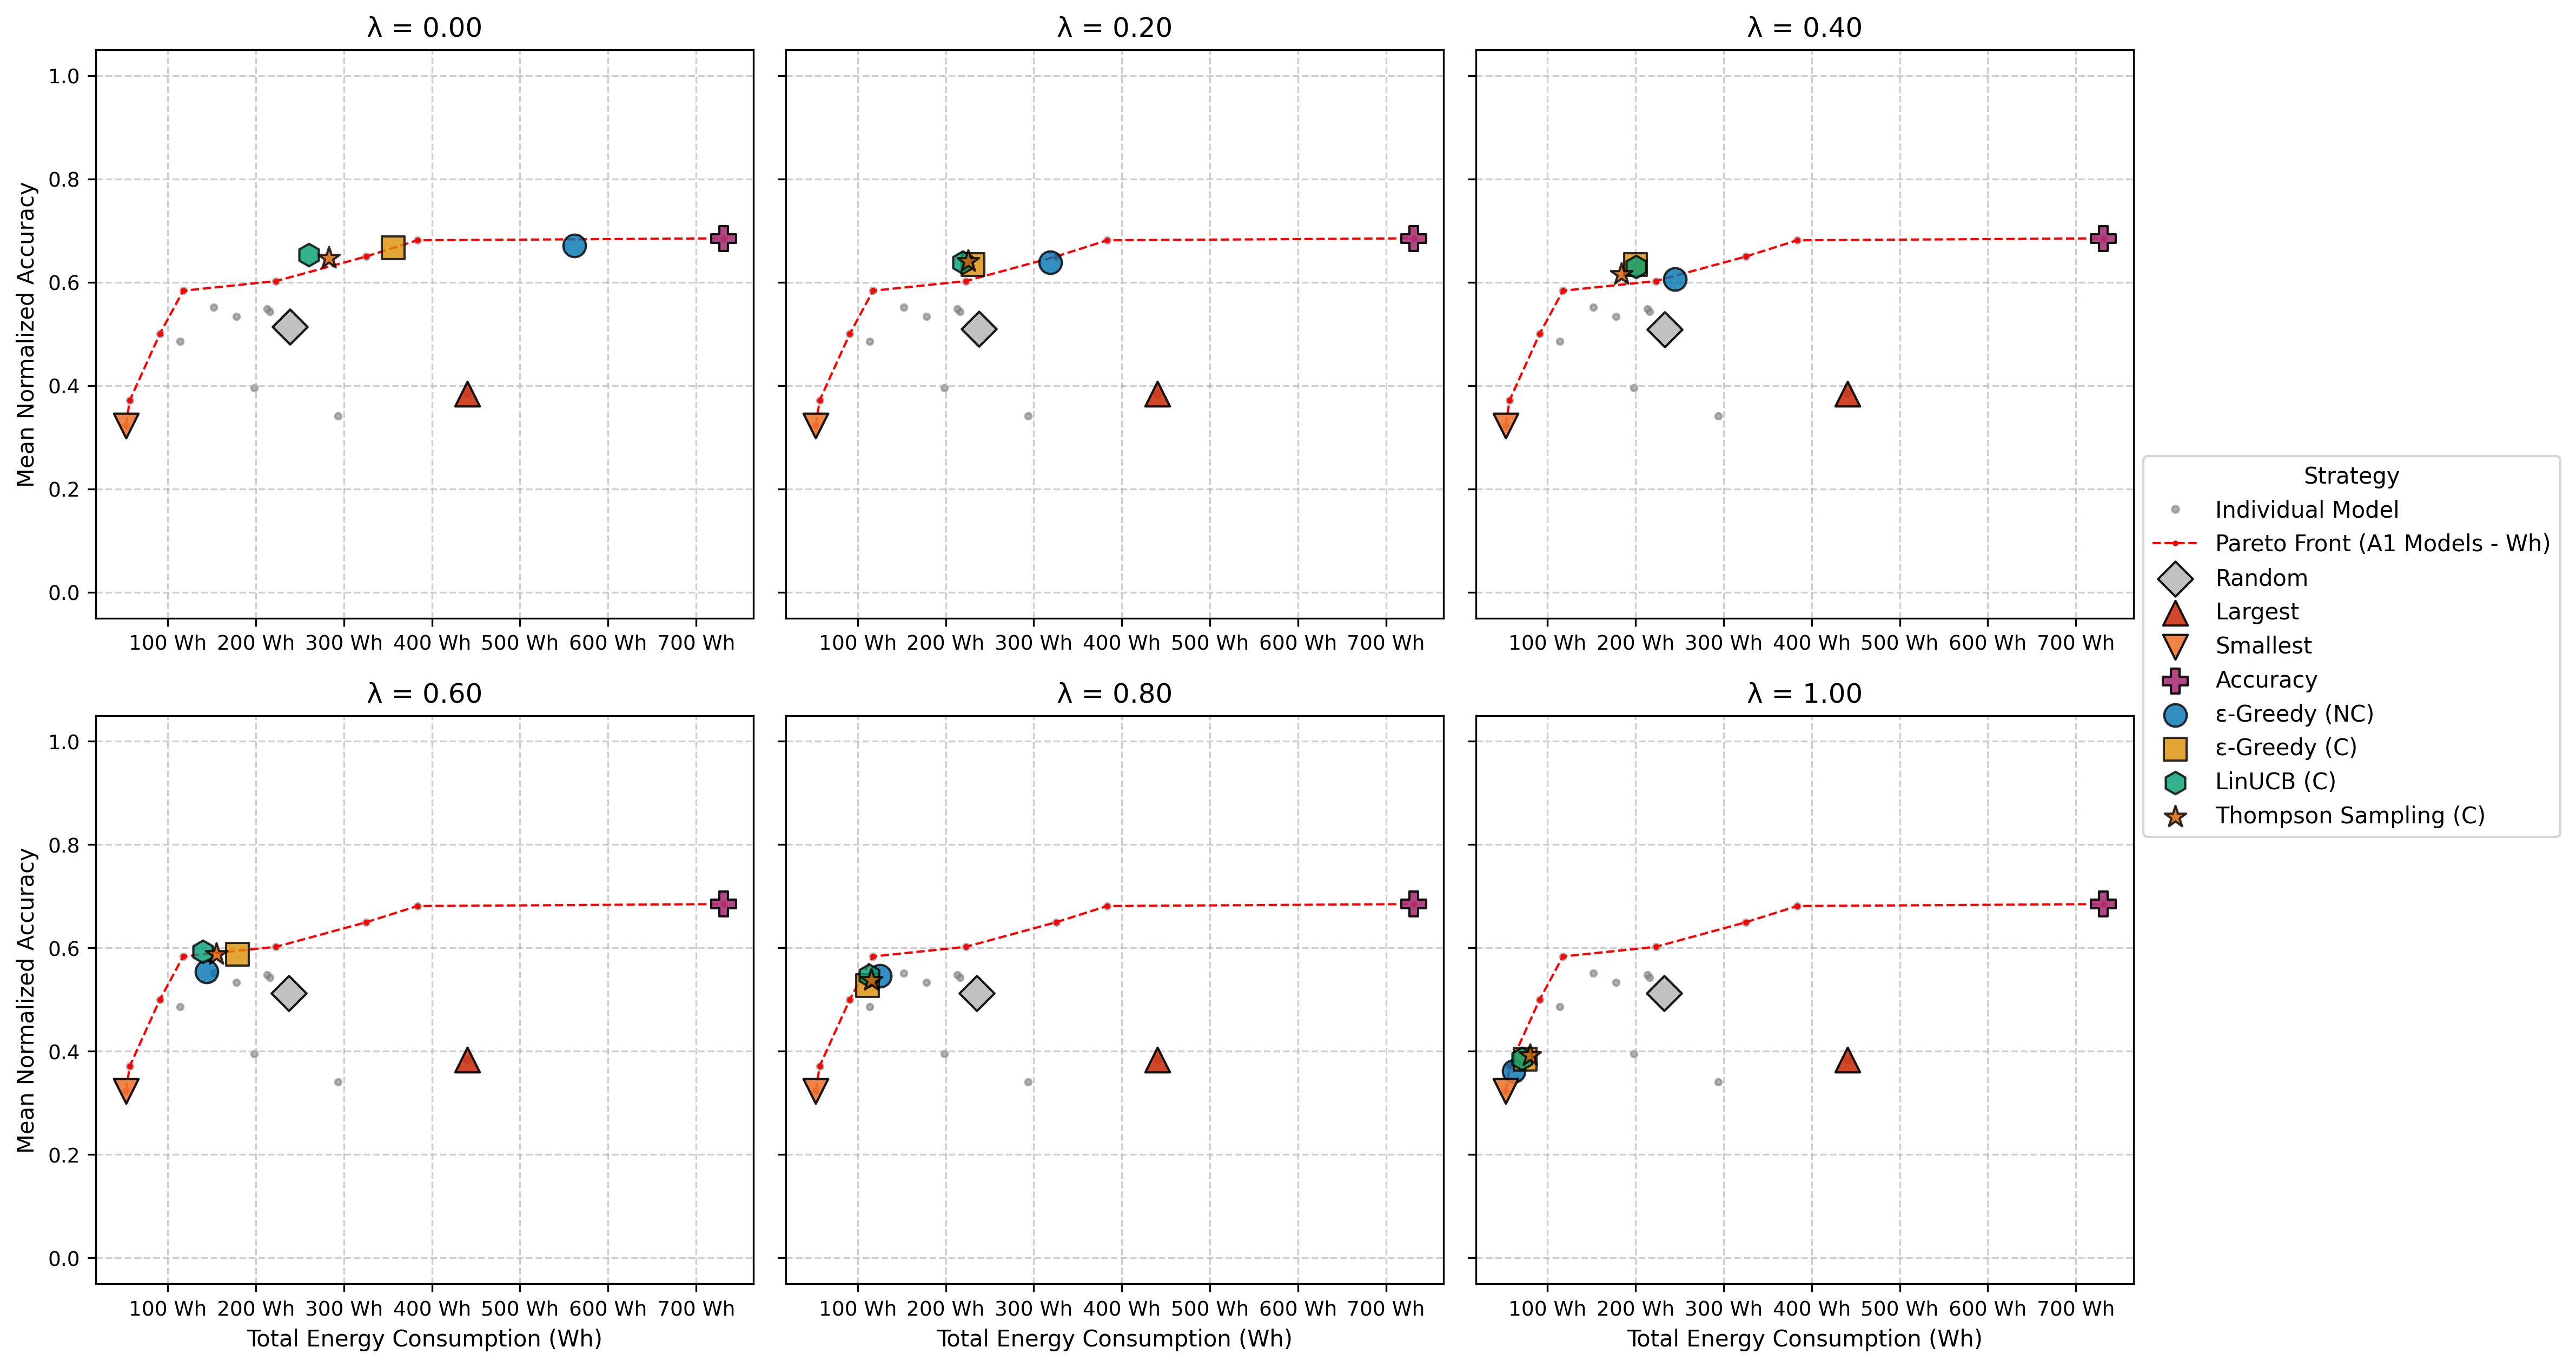 λ = 0.00
λ = 0.20
λ = 0.40
Mean Normalized Accuracy
1.0
0.8
0.6
0.4
0.2
0.0
100 Wh 200 Wh 300 Wh 400 Wh 500 Wh 600 Wh 700 Wh
100 Wh 200 Wh 300 Wh 400 Wh 500 Wh 600 Wh 700 Wh
100 Wh 200 Wh 300 Wh 400 Wh 500 Wh 600 Wh 700 Wh
Strategy
Individual Model
Pareto Front (A1 Models - Wh)
Random
Largest
Smallest
Accuracy
ε-Greedy (NC)
ε-Greedy (C)
LinUCB (C)
Thompson Sampling (C)
λ = 0.60
λ = 0.80
λ = 1.00
Mean Normalized Accuracy
1.0
0.8
0.6
0.4
0.2
0.0
100 Wh 200 Wh 300 Wh 400 Wh 500 Wh 600 Wh 700 Wh
100 Wh 200 Wh 300 Wh 400 Wh 500 Wh 600 Wh 700 Wh
100 Wh 200 Wh 300 Wh 400 Wh 500 Wh 600 Wh 700 Wh
Total Energy Consumption (Wh)
Total Energy Consumption (Wh)
Total Energy Consumption (Wh)